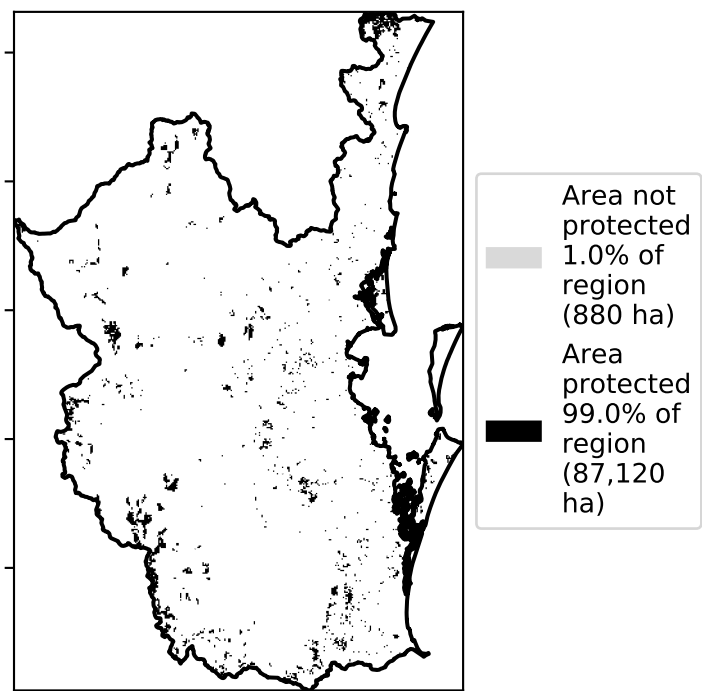 Area not
protected
1.0% of
region
(880 ha)
Area
protected
99.0% of
region
(87,120
ha)